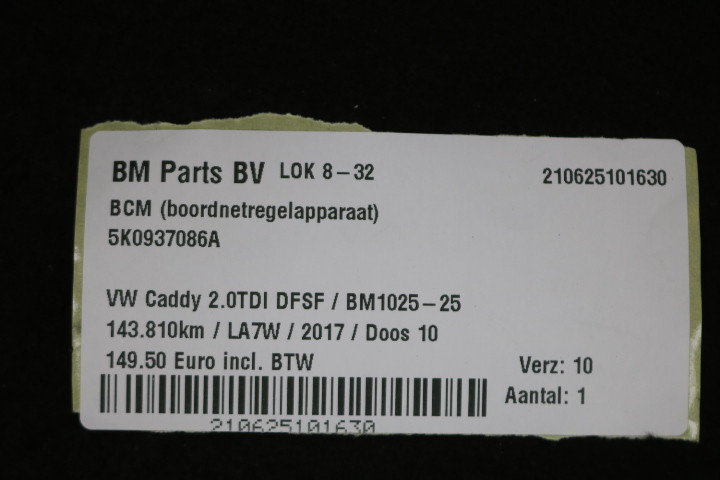 BM Parts BV LOK 8-32 210625101630
BCM (boordnetregelapparaat)
5K0937086A
VW Caddy 2.0TDI DFSF / BM1025-25
143.810km / LA7W / 2017 / Doos 10
149.50 Euro incl. BTW Verz: 10
Aantal: 1
210625101630